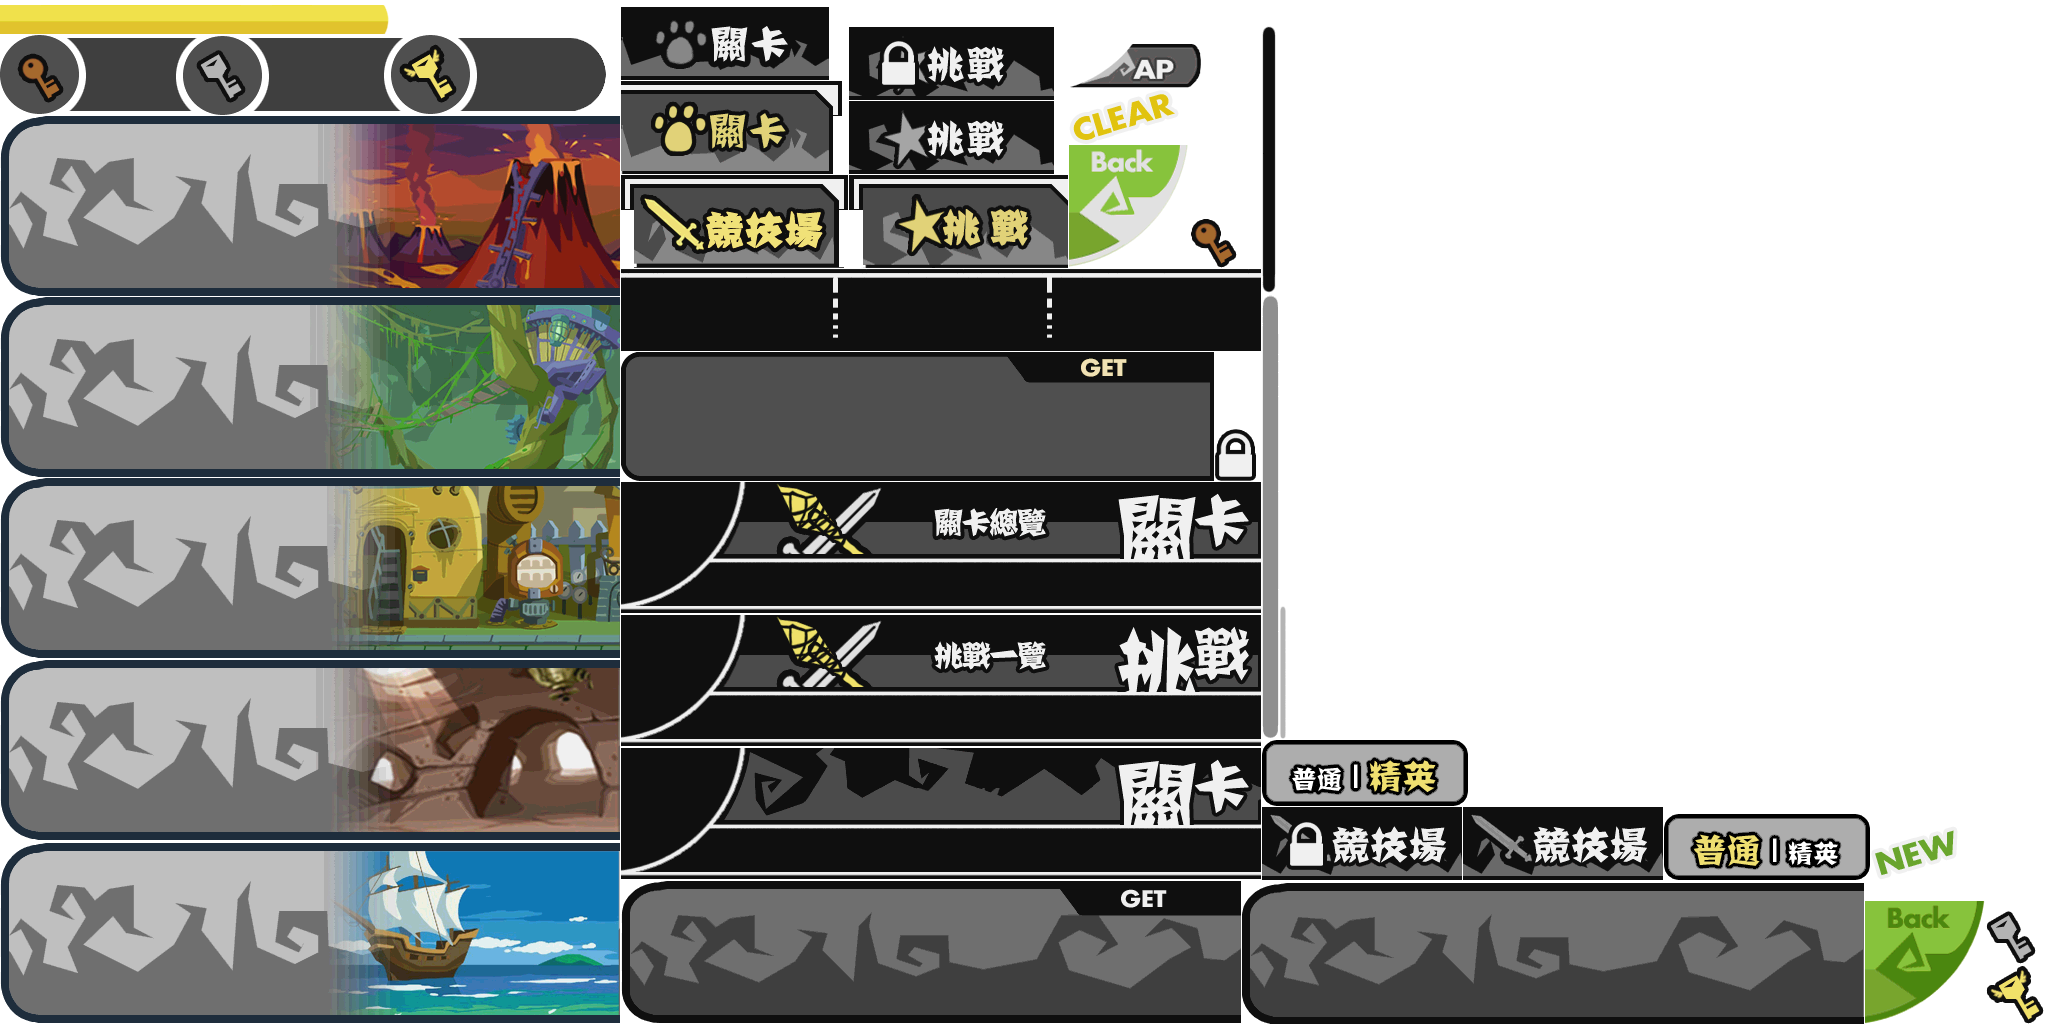 關卡
挑戰
AP
CLEAR
關卡
挑戰
Back
競技場
挑戰
GET
關卡總覽
關卡
挑戰一覽
挑戰
關卡
普通|精英
競技場
競技場
普通|精英
NEW
GET
Back